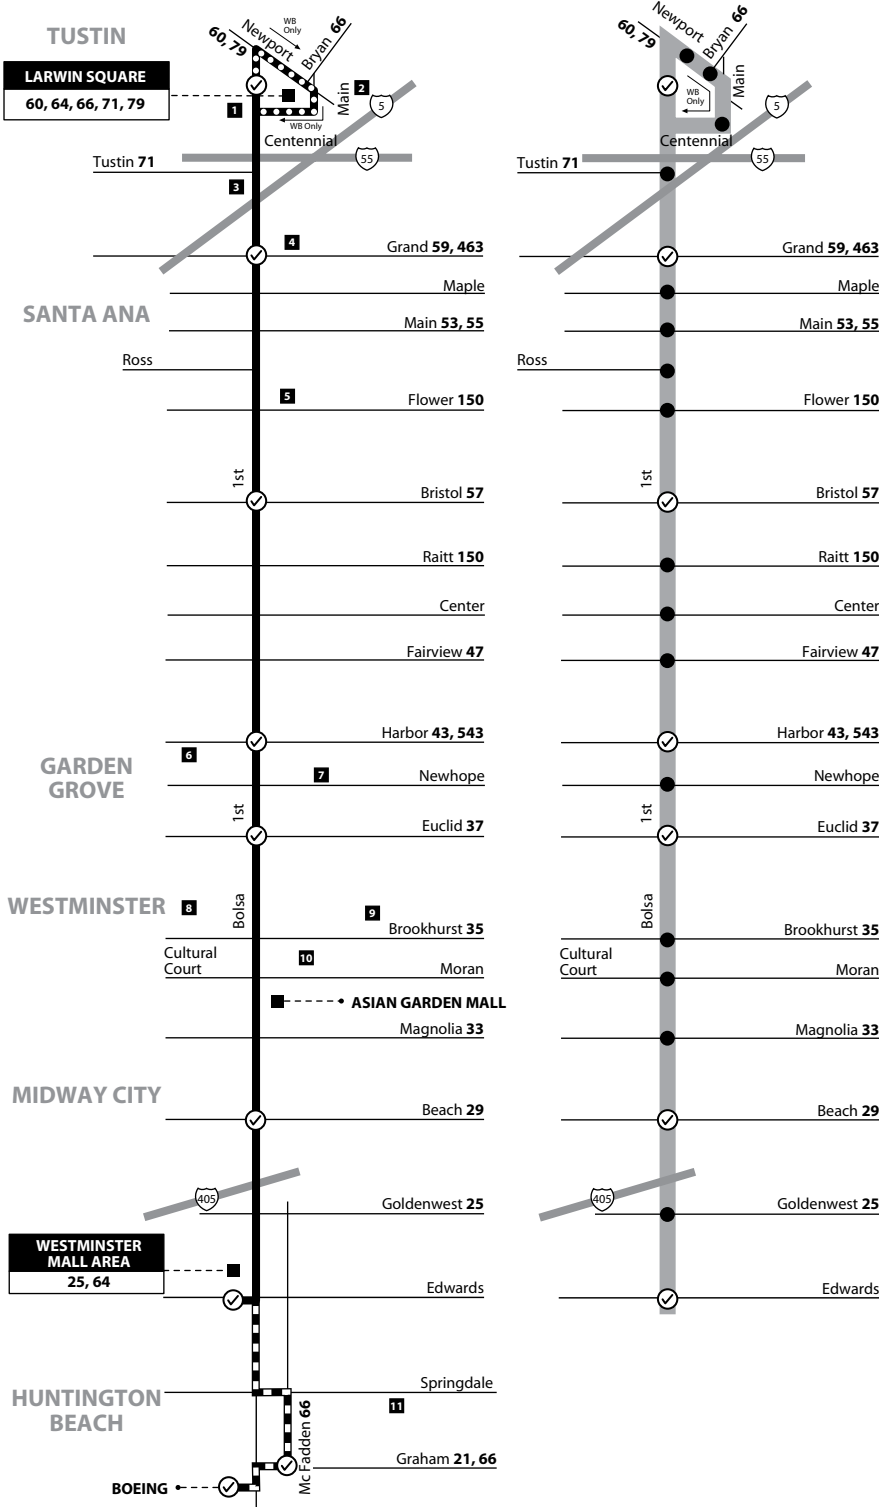 TUSTIN
LARWIN SQUARE
60, 64, 66, 71, 79
60, 79
Newport
WB
Only
Bryan 66
Main
1
2
WB Only
Centennial
5
55
Tustin 71
3
4
Grand 59, 463
Maple
SANTA ANA
Main 53, 55
Ross
5
Flower 150
1st
Bristol 57
Raitt 150
Center
Fairview 47
Harbor 43, 543
6
GARDEN
GROVE
7
Newhope
1st
Euclid 37
WESTMINSTER
8
Bolsa
9
Brookhurst 35
Cultural
Court
10
Moran
ASIAN GARDEN MALL
Magnolia 33
MIDWAY CITY
Beach 29
405
Goldenwest 25
WESTMINSTER
MALL AREA
25, 64
Edwards
Springdale
HUNTINGTON
BEACH
11
Mc Fadden 66
Graham 21, 66
BOEING
60, 79
Newport
Bryan 66
WB
Only
Main
5
Centennial
55
Tustin 71
Grand 59, 463
Maple
Main 53, 55
Ross
Flower 150
1st
Bristol 57
Raitt 150
Center
Fairview 47
Harbor 43, 543
Newhope
1st
Euclid 37
Bolsa
Brookhurst 35
Cultural
Court
Moran
Magnolia 33
Beach 29
405
Goldenwest 25
Edwards